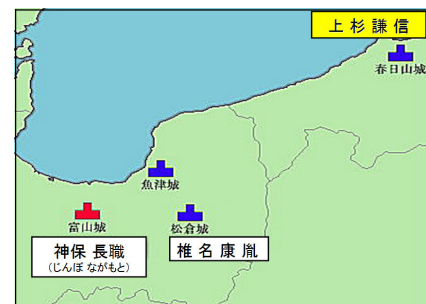 上杉謙信
春日山城
魚津城
富山城
松倉城
神保 長職
(じんぼ ながもと)
椎名康胤